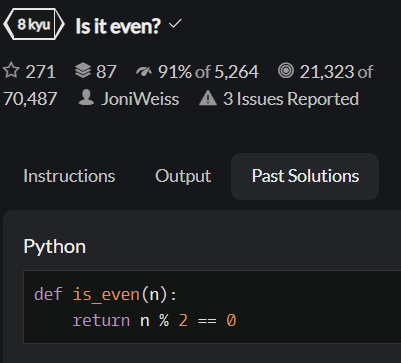 8 kyu Is it even?
271 87 91% of 5,264 21,323 of
70,487 JoniWeiss 3 Issues Reported
Instructions Output Past Solutions
Python
def is_even(n):
    return n % 2 == 0